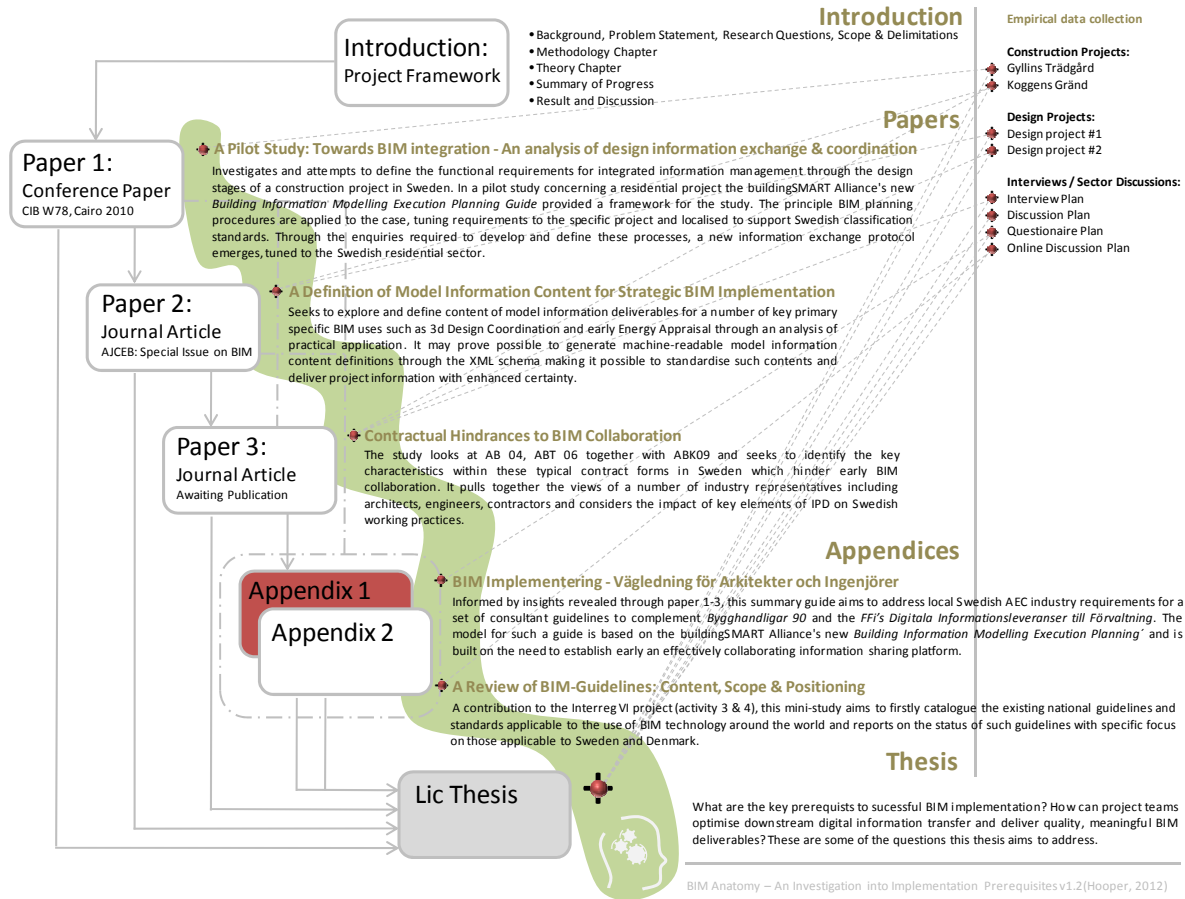 Introduction
Introduction:
Project Framework
• Background, Problem Statement, Research Questions, Scope & Delimitations
• Methodology Chapter
• Theory Chapter
• Summary of Progress
• Result and Discussion
Empirical data collection
Construction Projects:
Gyllins Trädgård
Koggens Gränd
Design Projects:
Design project #1
Design project #2
Interviews / Sector Discussions:
Interview Plan
Discussion Plan
Questionaire Plan
Online Discussion Plan
Papers
Paper 1:
Conference Paper
CIB W78, Cairo 2010
A Pilot Study: Towards BIM integration - An analysis of design information exchange & coordination
Investigates and attempts to define the functional requirements for integrated information management through the design
stages of a construction project in Sweden. In a pilot study concerning a residential project the buildingSMART Alliance's new
Building Information Modelling Execution Planning Guide provided a framework for the study. The principle BIM planning
procedures are applied to the case, tuning requirements to the specific project and localised to support Swedish classification
standards. Through the enquiries required to develop and define these processes, a new information exchange protocol
emerges, tuned to the Swedish residential sector.
Paper 2:
Journal Article
AJCEB: Special Issue on BIM
A Definition of Model Information Content for Strategic BIM Implementation
Seeks to explore and define content of model information deliverables for a number of key primary
specific BIM uses such as 3d Design Coordination and early Energy Appraisal through an analysis of
practical application. It may prove possible to generate machine-readable model information
content definitions through the XML schema making it possible to standardise such contents and
deliver project information with enhanced certainty.
Paper 3:
Journal Article
Awaiting Publication
Contractual Hindrances to BIM Collaboration
The study looks at AB 04, ABT 06 together with ABK09 and seeks to identify the key
characteristics within these typical contract forms in Sweden which hinder early BIM
collaboration. It pulls together the views of a number of industry representatives including
architects, engineers, contractors and considers the impact of key elements of IPD on Swedish
working practices.
Appendices
Appendix 1
Appendix 2
BIM Implementering - Vägledning för Arkitekter och Ingenjörer
Informed by insights revealed through paper 1-3, this summary guide aims to address local Swedish AEC industry requirements for a
set of consultant guidelines to complement Bygghandligar 90 and the FFi's Digitala Informationsleveranser till Förvaltning. The
model for such a guide is based on the buildingSMART Alliance's new Building Information Modelling Execution Planning´ and is
built on the need to establish early an effectively collaborating information sharing platform.
A Review of BIM-Guidelines: Content, Scope & Positioning
A contribution to the Interreg VI project (activity 3 & 4), this mini-study aims to firstly catalogue the existing national guidelines and
standards applicable to the use of BIM technology around the world and reports on the status of such guidelines with specific focus
on those applicable to Sweden and Denmark.
Thesis
Lic Thesis
What are the key prerequists to sucessful BIM implementation? How can project teams
optimise downstream digital information transfer and deliver quality, meaningful BIM
deliverables? These are some of the questions this thesis aims to address.
BIM Anatomy – An Investigation into Implementation Prerequisites v1.2(Hooper, 2012)